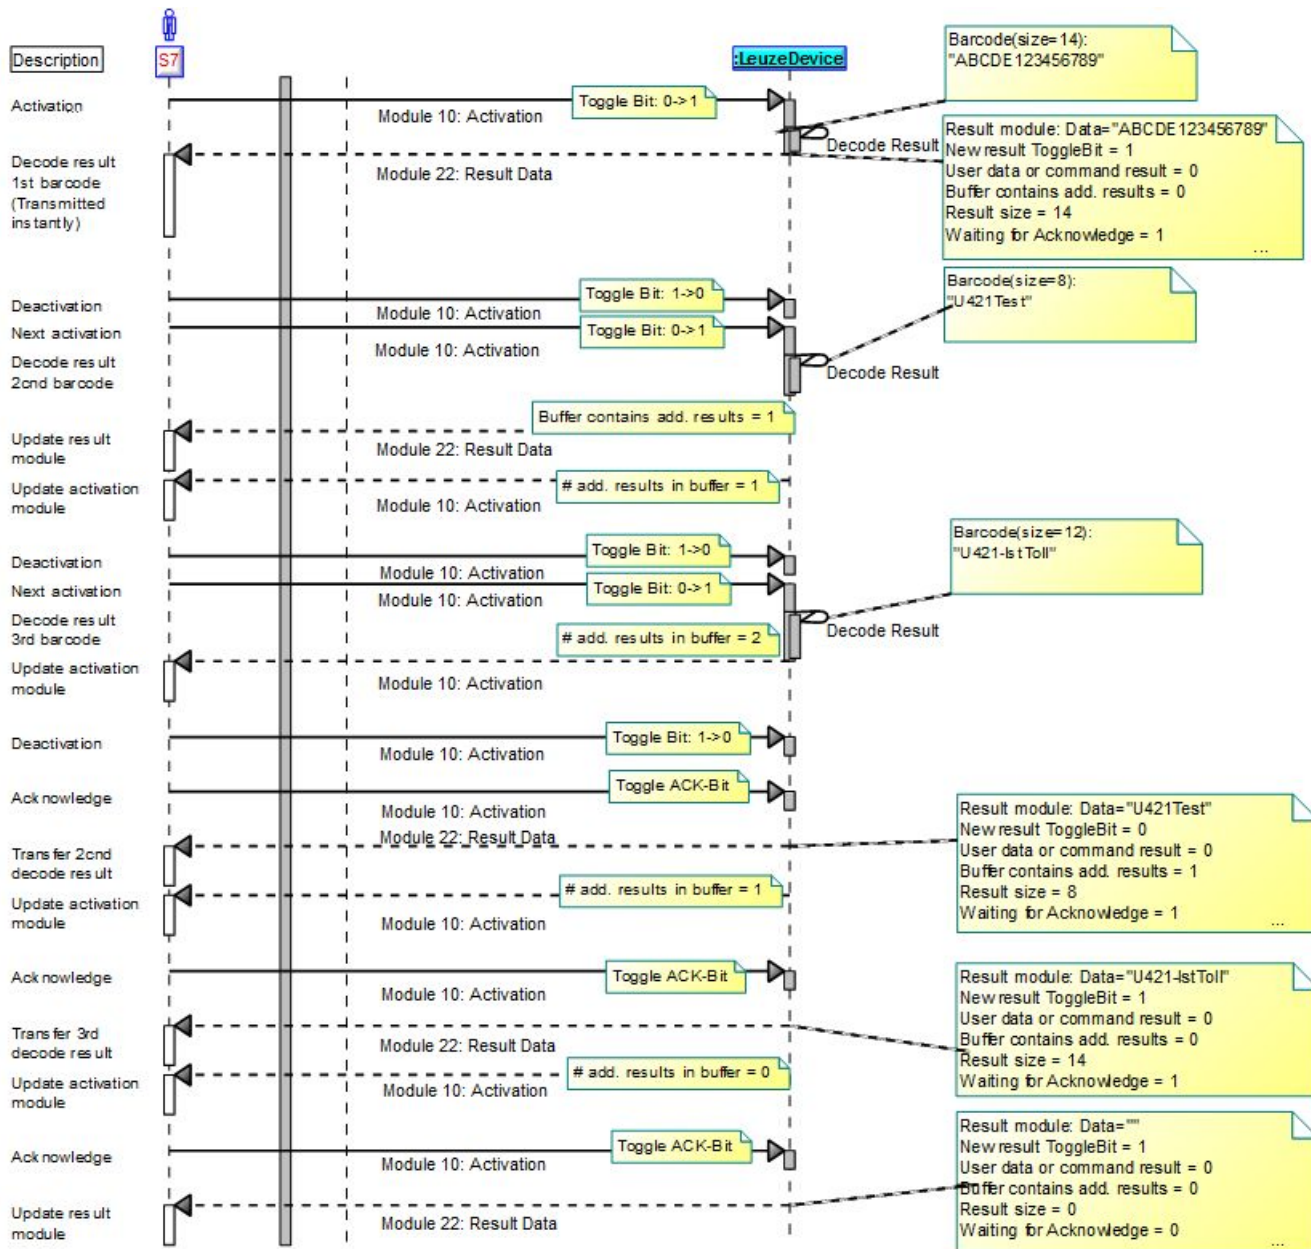 Description
S7
:LeuzeDevice
Barcode(size=14):
"ABCDE123456789"
Activation
Toggle Bit: 0->1
Module 10: Activation
Decode Result
Result module: Data="ABCDE123456789"
New result ToggleBit = 1
User data or command result = 0
Buffer contains add. results = 0
Result size = 14
Waiting for Acknowledge = 1
...
Decode result
1st barcode
(Transmitted
instantly)
Module 22: Result Data
Barcode(size=8):
"U421Test"
Deactivation
Toggle Bit: 1->0
Module 10: Activation
Next activation
Toggle Bit: 0->1
Module 10: Activation
Decode result
2cnd barcode
Decode Result
Buffer contains add. results = 1
Update result
module
Module 22: Result Data
Update activation
module
# add. results in buffer = 1
Module 10: Activation
Barcode(size=12):
"U421-IstToll"
Deactivation
Toggle Bit: 1->0
Module 10: Activation
Next activation
Toggle Bit: 0->1
Module 10: Activation
Decode result
3rd barcode
Decode Result
# add. results in buffer = 2
Update activation
module
Module 10: Activation
Deactivation
Toggle Bit: 1->0
Module 10: Activation
Acknowledge
Toggle ACK-Bit
Module 10: Activation
Module 22: Result Data
Result module: Data="U421Test"
New result ToggleBit = 0
User data or command result = 0
Buffer contains add. results = 1
Result size = 8
Waiting for Acknowledge = 1
...
Transfer 2cnd
decode result
# add. results in buffer = 1
Update activation
module
Module 10: Activation
Acknowledge
Toggle ACK-Bit
Module 10: Activation
Result module: Data="U421-IstToll"
New result ToggleBit = 1
User data or command result = 0
Buffer contains add. results = 0
Result size = 14
Waiting for Acknowledge = 1
Transfer 3rd
decode result
Module 22: Result Data
# add. results in buffer = 0
Update activation
module
Module 10: Activation
Acknowledge
Toggle ACK-Bit
Module 10: Activation
Result module: Data=""
New result ToggleBit = 1
User data or command result = 0
Buffer contains add. results = 0
Result size = 0
Waiting for Acknowledge = 0
...
Update result
module
Module 22: Result Data